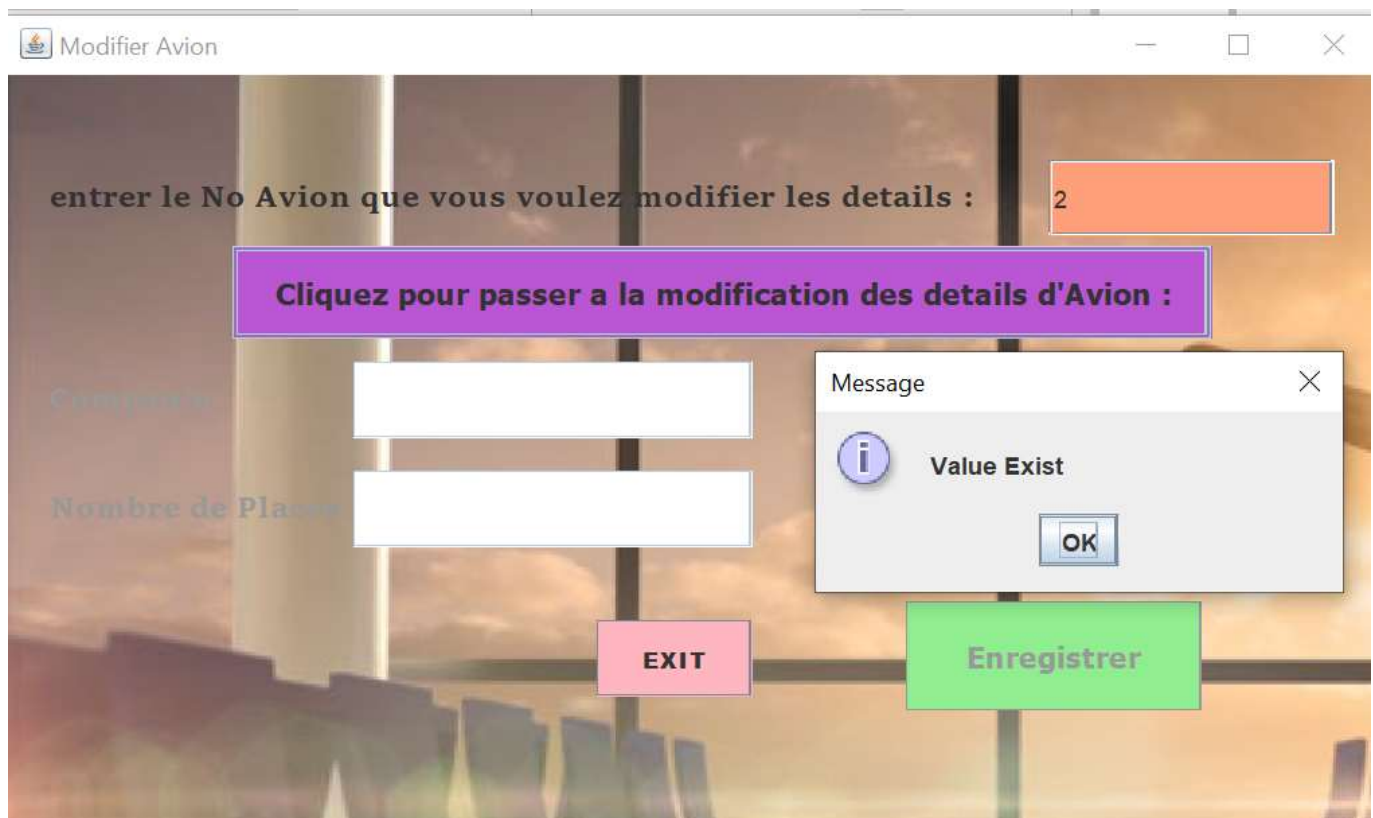 Modifier Avion
entrer le No Avion que vous voulez modifier les details :
2
Cliquez pour passer a la modification des details d'Avion :
Message
Value Exist
OK
Nombre de Places
EXIT
Enregistrer